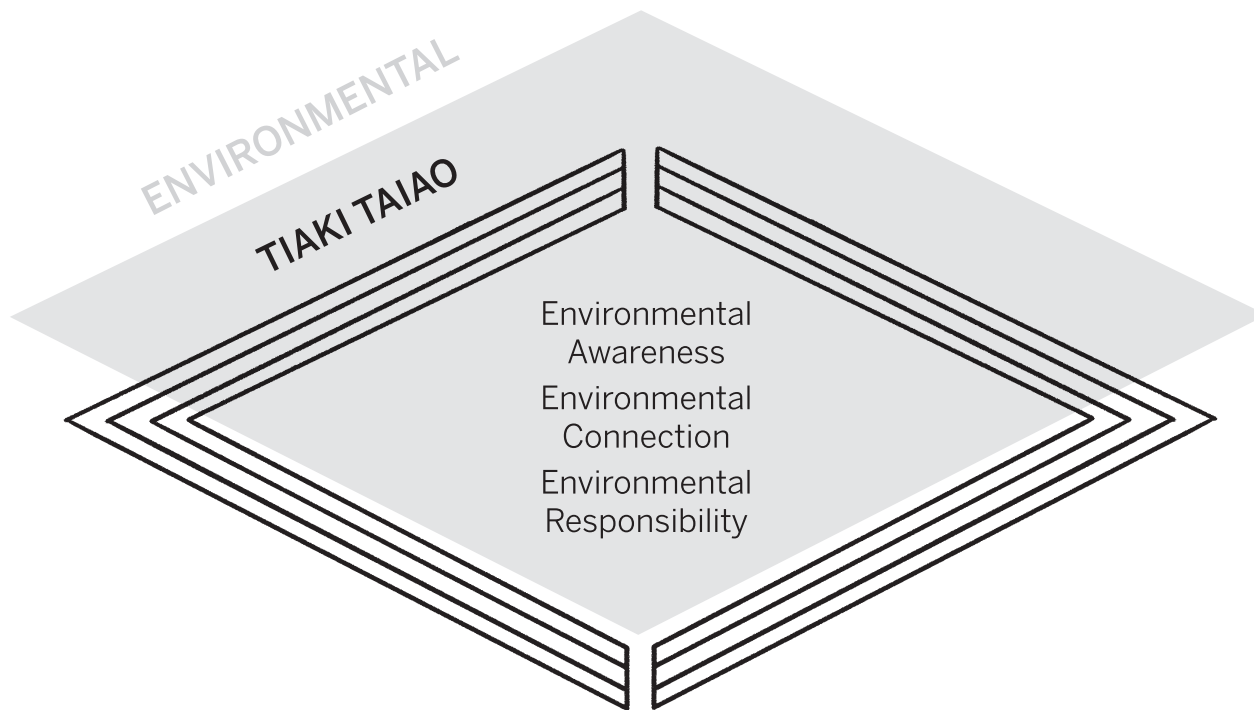 ENVIRONMENTAL
TIAKI TAIAO
Environmental
Awareness
Environmental
Connection
Environmental
Responsibility